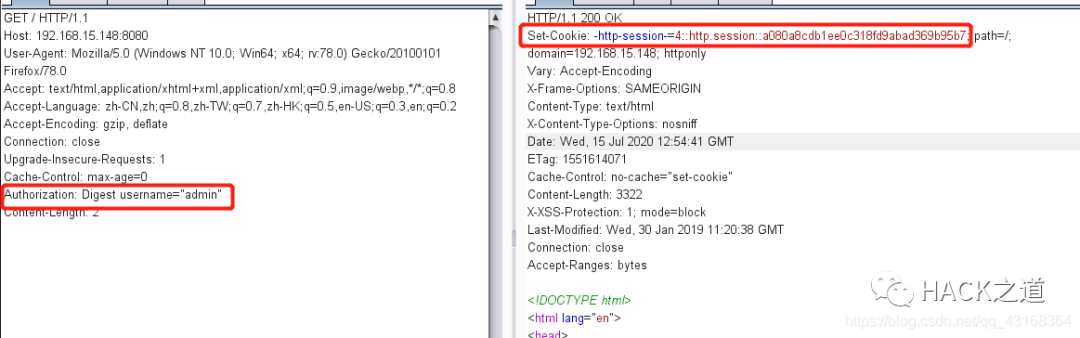 GET / HTTP/1.1
Host: 192.168.15.148:8080
User-Agent: Mozilla/5.0 (Windows NT 10.0; Win64; x64; rv:78.0) Gecko/20100101
Firefox/78.0
Accept: text/html,application/xhtml+xml,application/xml;q=0.9,image/webp,*/*;q=0.8
Accept-Language: zh-CN,zh;q=0.8,zh-TW;q=0.7,zh-HK;q=0.5,en-US;q=0.3,en;q=0.2
Accept-Encoding: gzip, deflate
Connection: close
Upgrade-Insecure-Requests: 1
Cache-Control: max-age=0
Authorization: Digest username="admin"
Content-Length: 2
HTTP/1.1 200 OK
Set-Cookie: -http-session-=4::http.session::a080a8cdb1ee0c318fd9abad369b95b7; path=/;
domain=192.168.15.148; httponly
Vary: Accept-Encoding
X-Frame-Options: SAMEORIGIN
Content-Type: text/html
X-Content-Type-Options: nosniff
Date: Wed, 15 Jul 2020 12:54:41 GMT
ETag: 1551614071
Cache-Control: no-cache="set-cookie"
Content-Length: 3322
X-XSS-Protection: 1; mode=block
Last-Modified: Wed, 30 Jan 2019 11:20:38 GMT
Connection: close
Accept-Ranges: bytes
<!DOCTYPE html>
<html lang="en">
<head>
HACK之道
https://blog.csdn.net/qq_43168364